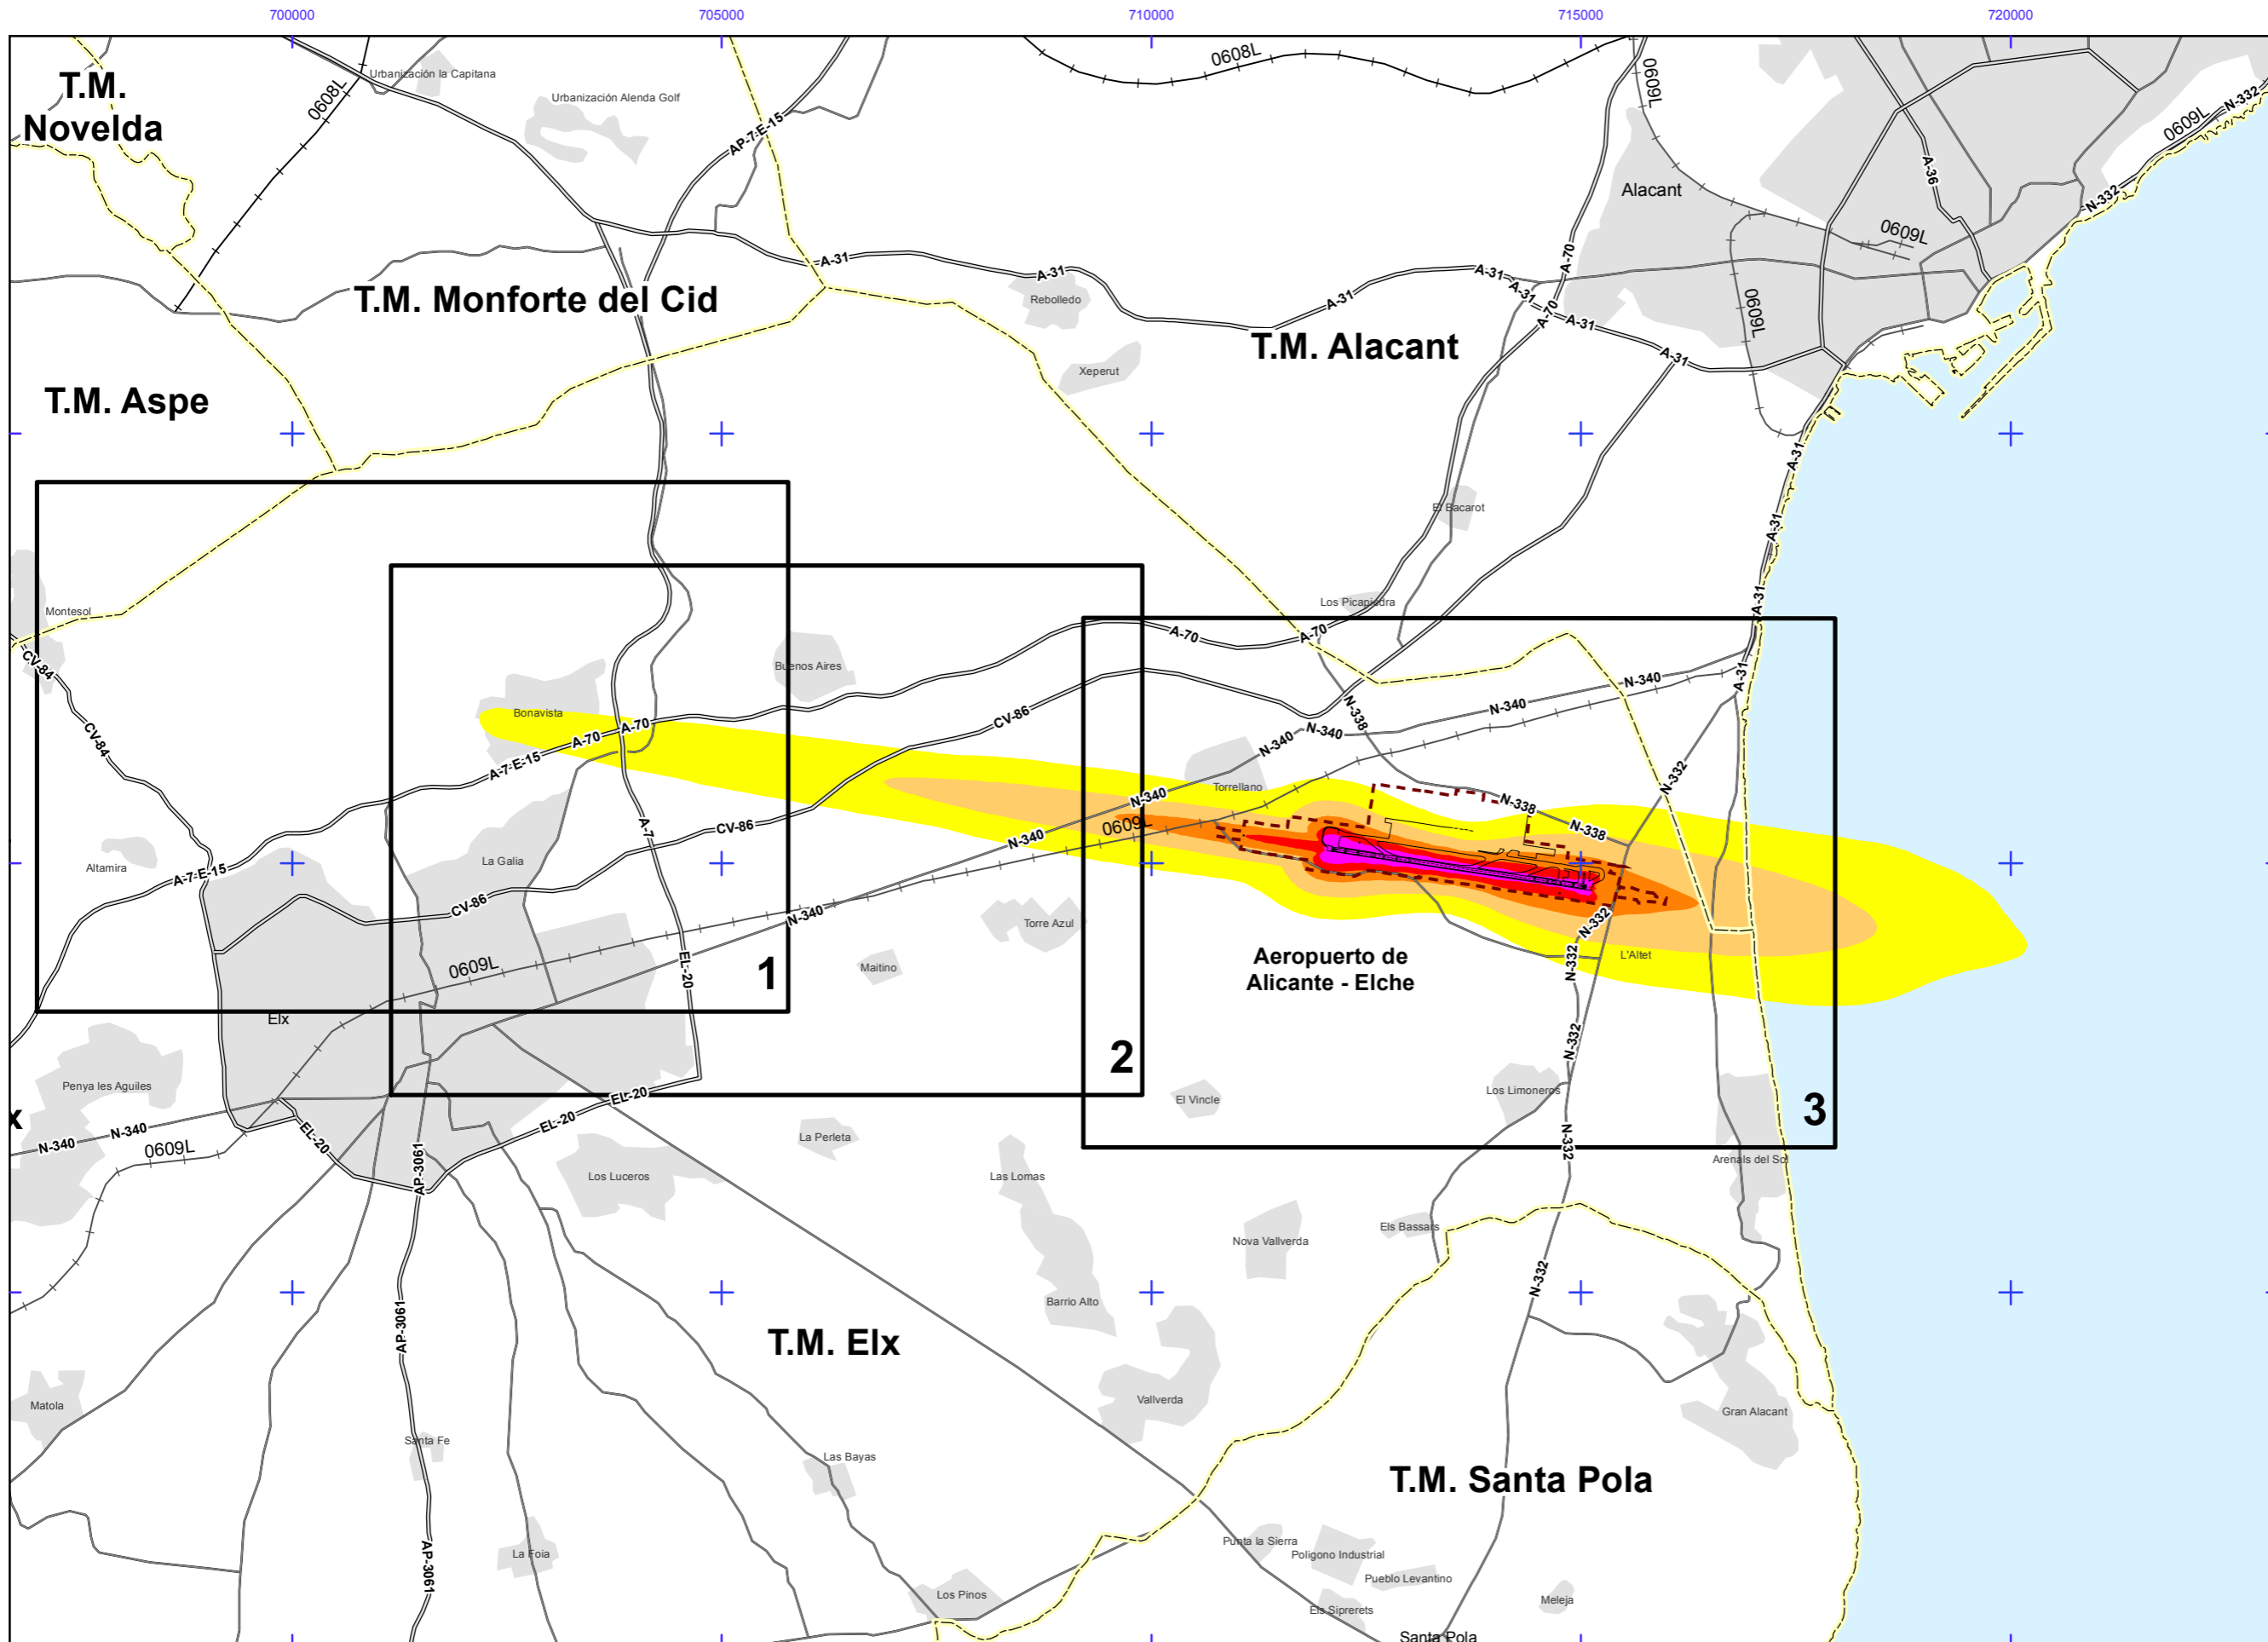 700000
705000
710000
715000
720000
T.M.
Novelda
0608L
Urbanización la Capitana
Urbanización Alenda Golf
AP-7-E-15
0608L
0609L
N-332
0609L
A-36
N-332
Alacant
0609L
A-31
A-31
A-31
A-31
A-31
A-31
A-31
A-70
A-70
0609L
T.M. Monforte del Cid
Rebolledo
T.M. Alacant
Xeperut
T.M. Aspe
A-31
A-31
A-31
A-31
El Bacarot
Montesol
Los Picapiedra
CV-84
CV-84
Buenos Aires
A-70
A-70
N-340
N-340
N-340
N-340
N-338
Bonavista
A-70
A-70
A-7-E-15
CV-86
N-332
Torrellano
N-340
0609L
N-338
N-338
A-7
CV-86
N-340
La Galia
Altamira
A-7-E-15
CV-86
N-340
Torre Azul
N-332
N-332
L'Altet
Aeropuerto de
Alicante - Elche
EL-20
0609L
Maitino
1
Elx
2
N-332
3
Penya les Aguiles
El Vincle
Los Limoneros
x
N-340
N-340
0609L
EL-20
EL-20
EL-20
La Perleta
N-332
Arenals del Sol
AP-3061
Los Luceros
Las Lomas
Els Bassars
Nova Vallverda
N-332
Barrio Alto
AP-3061
T.M. Elx
Matola
Vallverda
Gran Alacant
Santa Fe
Las Bayas
T.M. Santa Pola
La Foia
AP-3061
Punta la Sierra
Poligono Industrial
Pueblo Levantino
Los Pinos
Els Siprerets
Meleja
Santa Pola